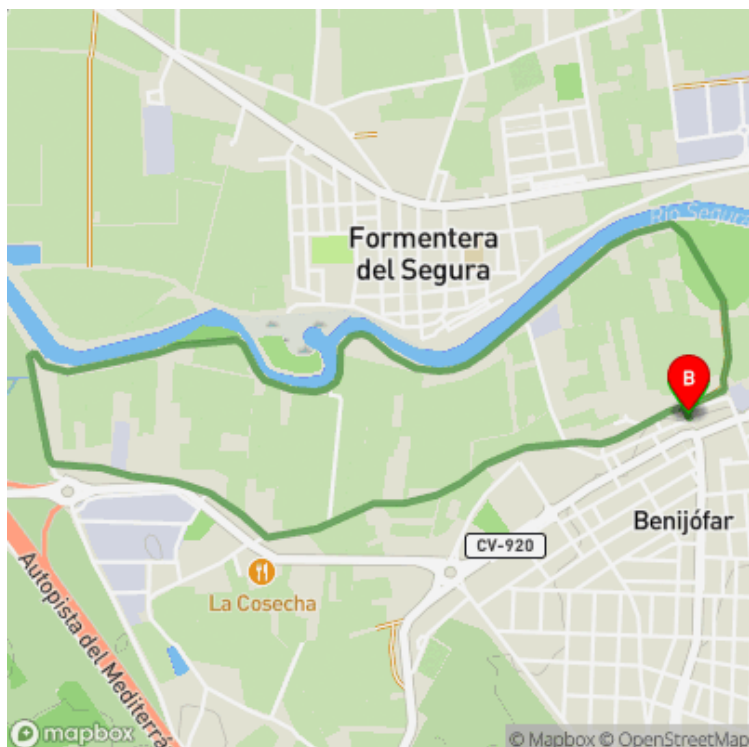 Río Segura
Formentera
del Segura
B
Benijófar
CV-920
La Cosecha
Autopista del Mediterrá
mapbox
© Mapbox © OpenStreetMap